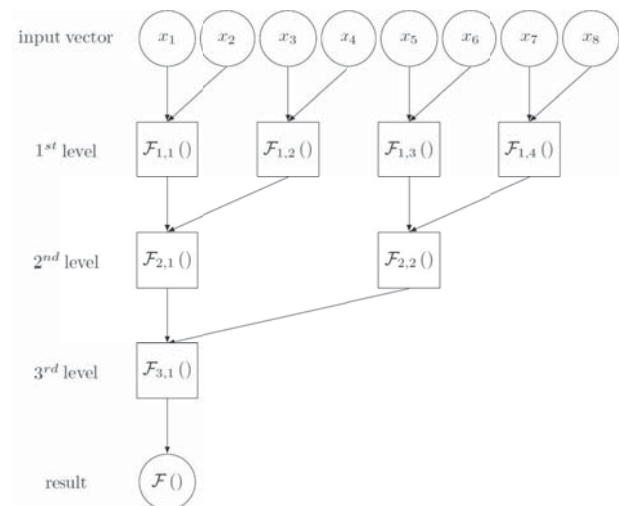 input vector x₁ x₂ x₃ x₄ x₅ x₆ x₇ x₈
1ˢᵗ level ℱ₁,₁ () ℱ₁,₂ () ℱ₁,₃ () ℱ₁,₄ ()
2ⁿᵈ level ℱ₂,₁ () ℱ₂,₂ ()
3ʳᵈ level ℱ₃,₁ ()
result ℱ ()